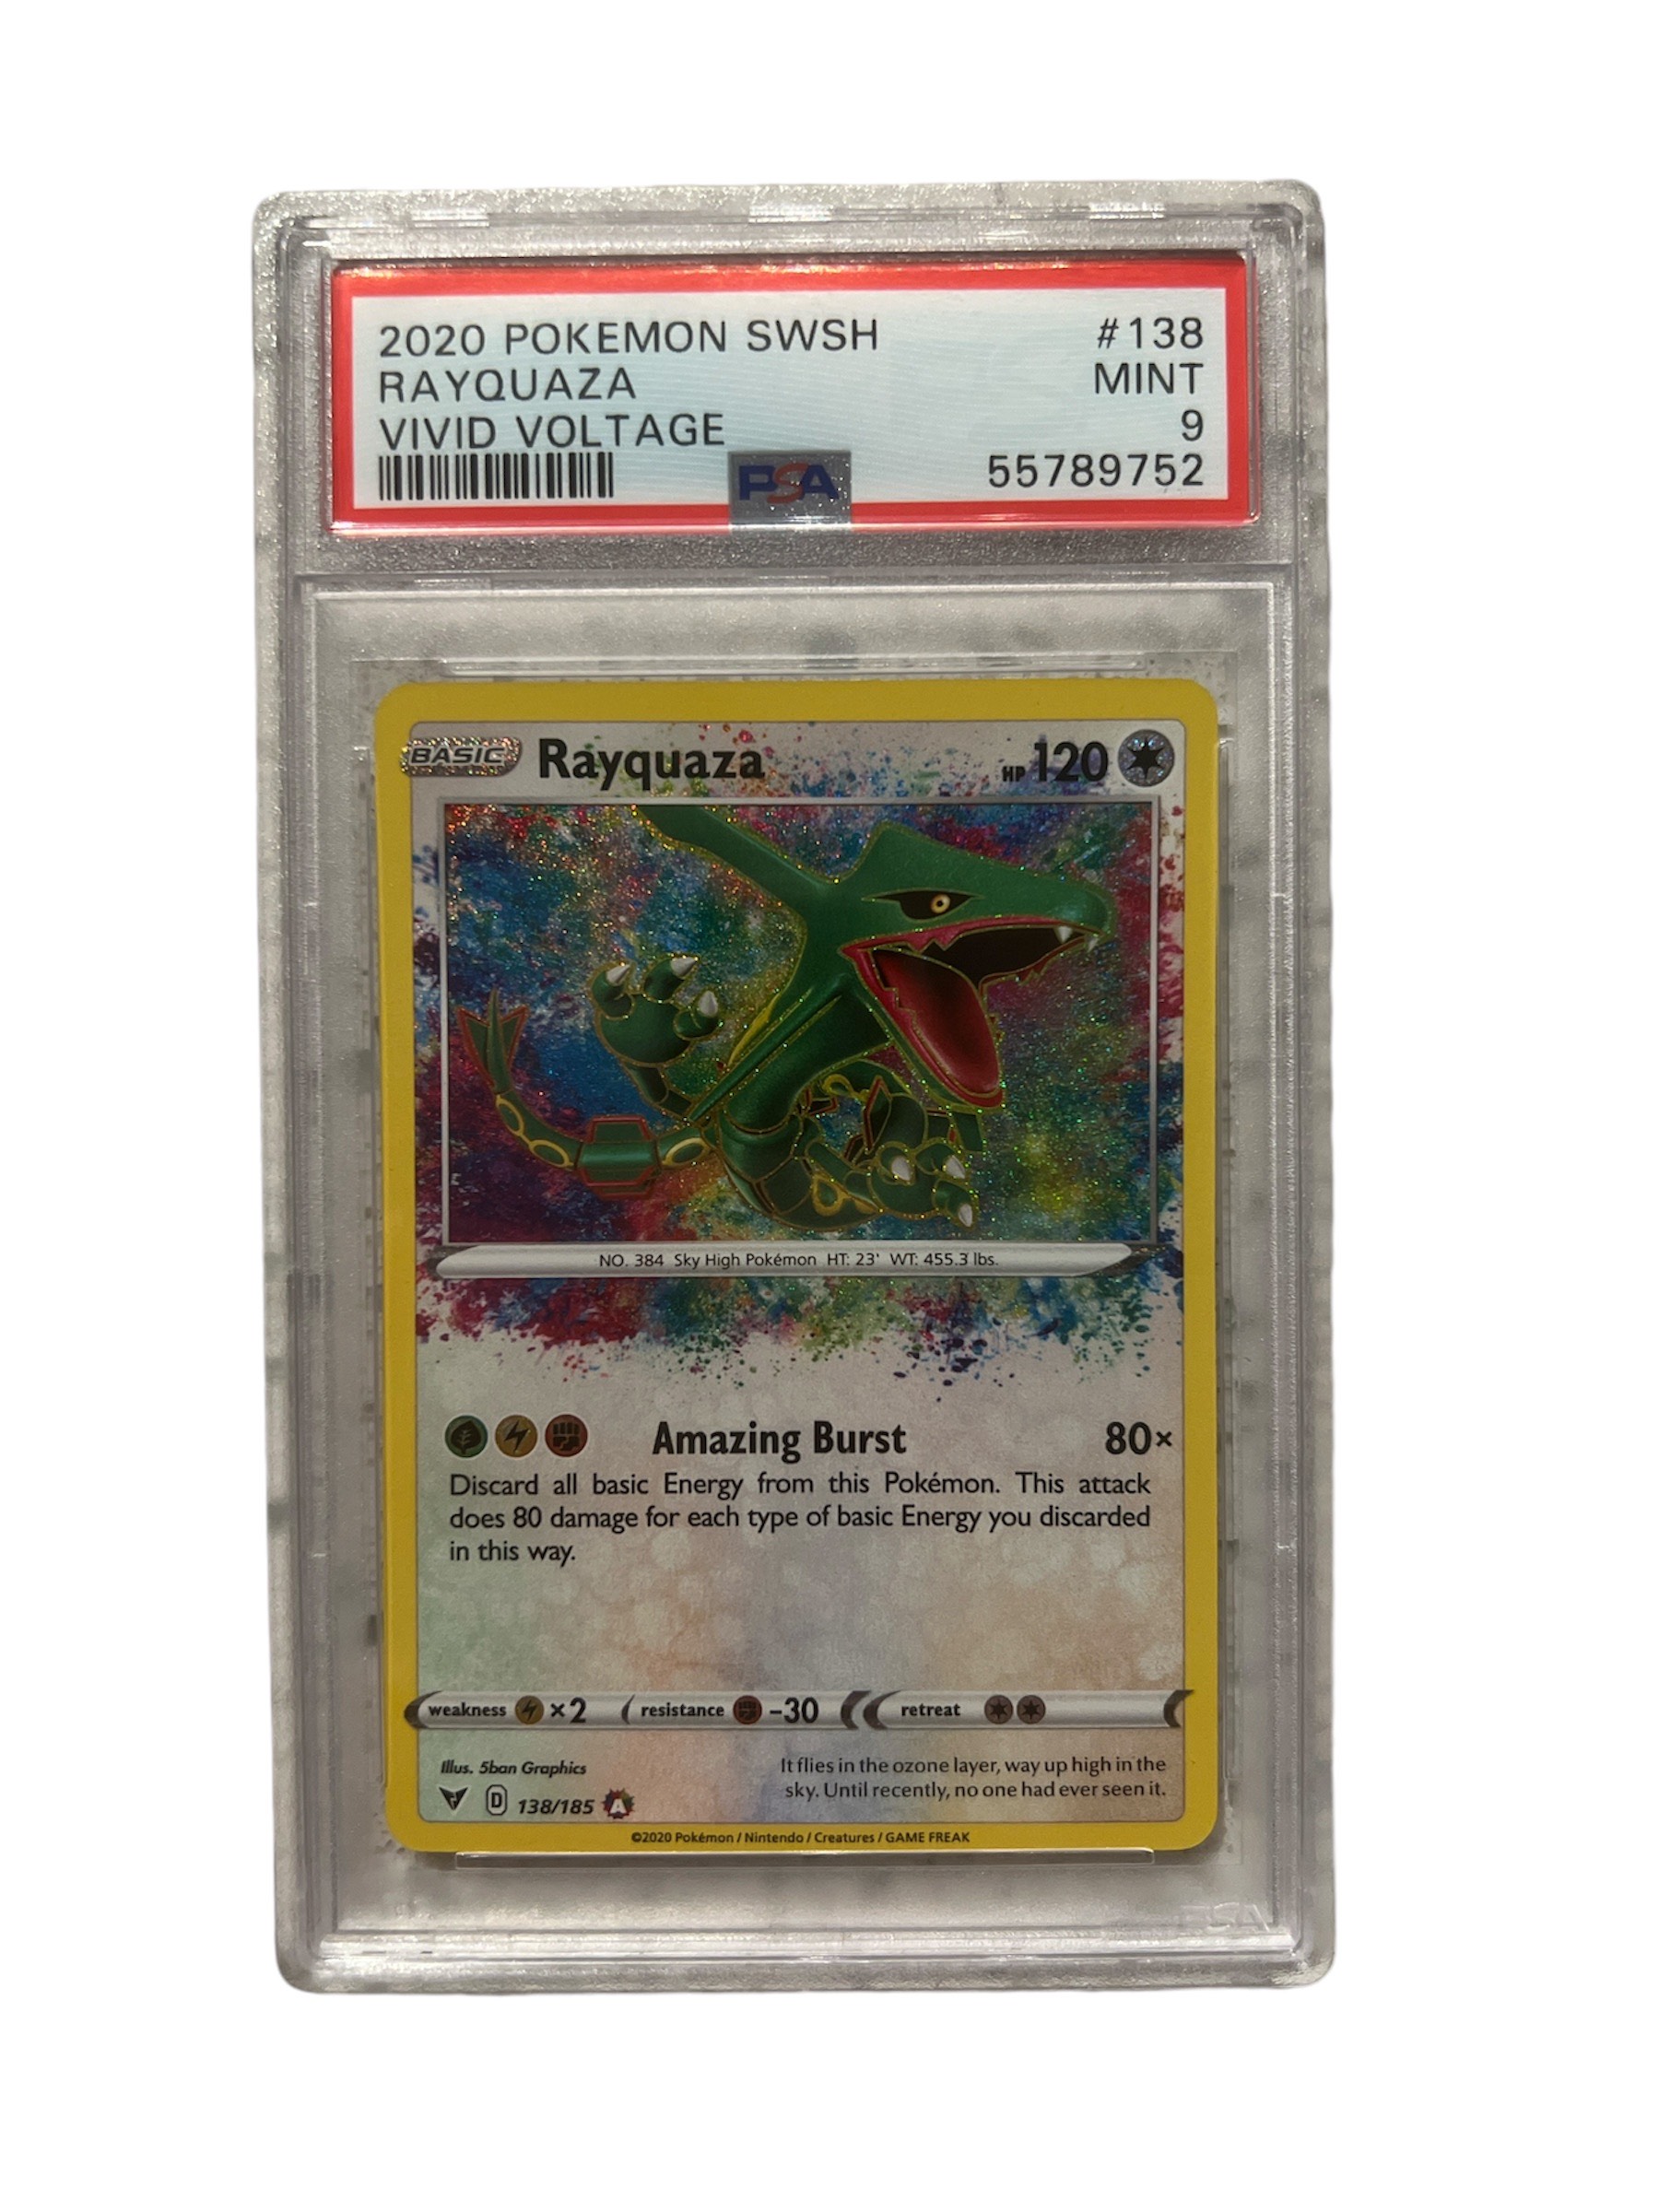 2020 POKEMON SWSH #138
RAYQUAZA MINT
VIVID VOLTAGE 9
PSA 55789752
BASIC Rayquaza HP 120
NO. 384 Sky High Pokémon HT: 23' WT: 455.3 lbs.
Amazing Burst 80×
Discard all basic Energy from this Pokémon. This attack
does 80 damage for each type of basic Energy you discarded
in this way.
weakness ×2 resistance -30 retreat
Illus. 5ban Graphics
D 138/185 A
It flies in the ozone layer, way up high in the
sky. Until recently, no one had ever seen it.
©2020 Pokémon / Nintendo / Creatures / GAME FREAK
PSA